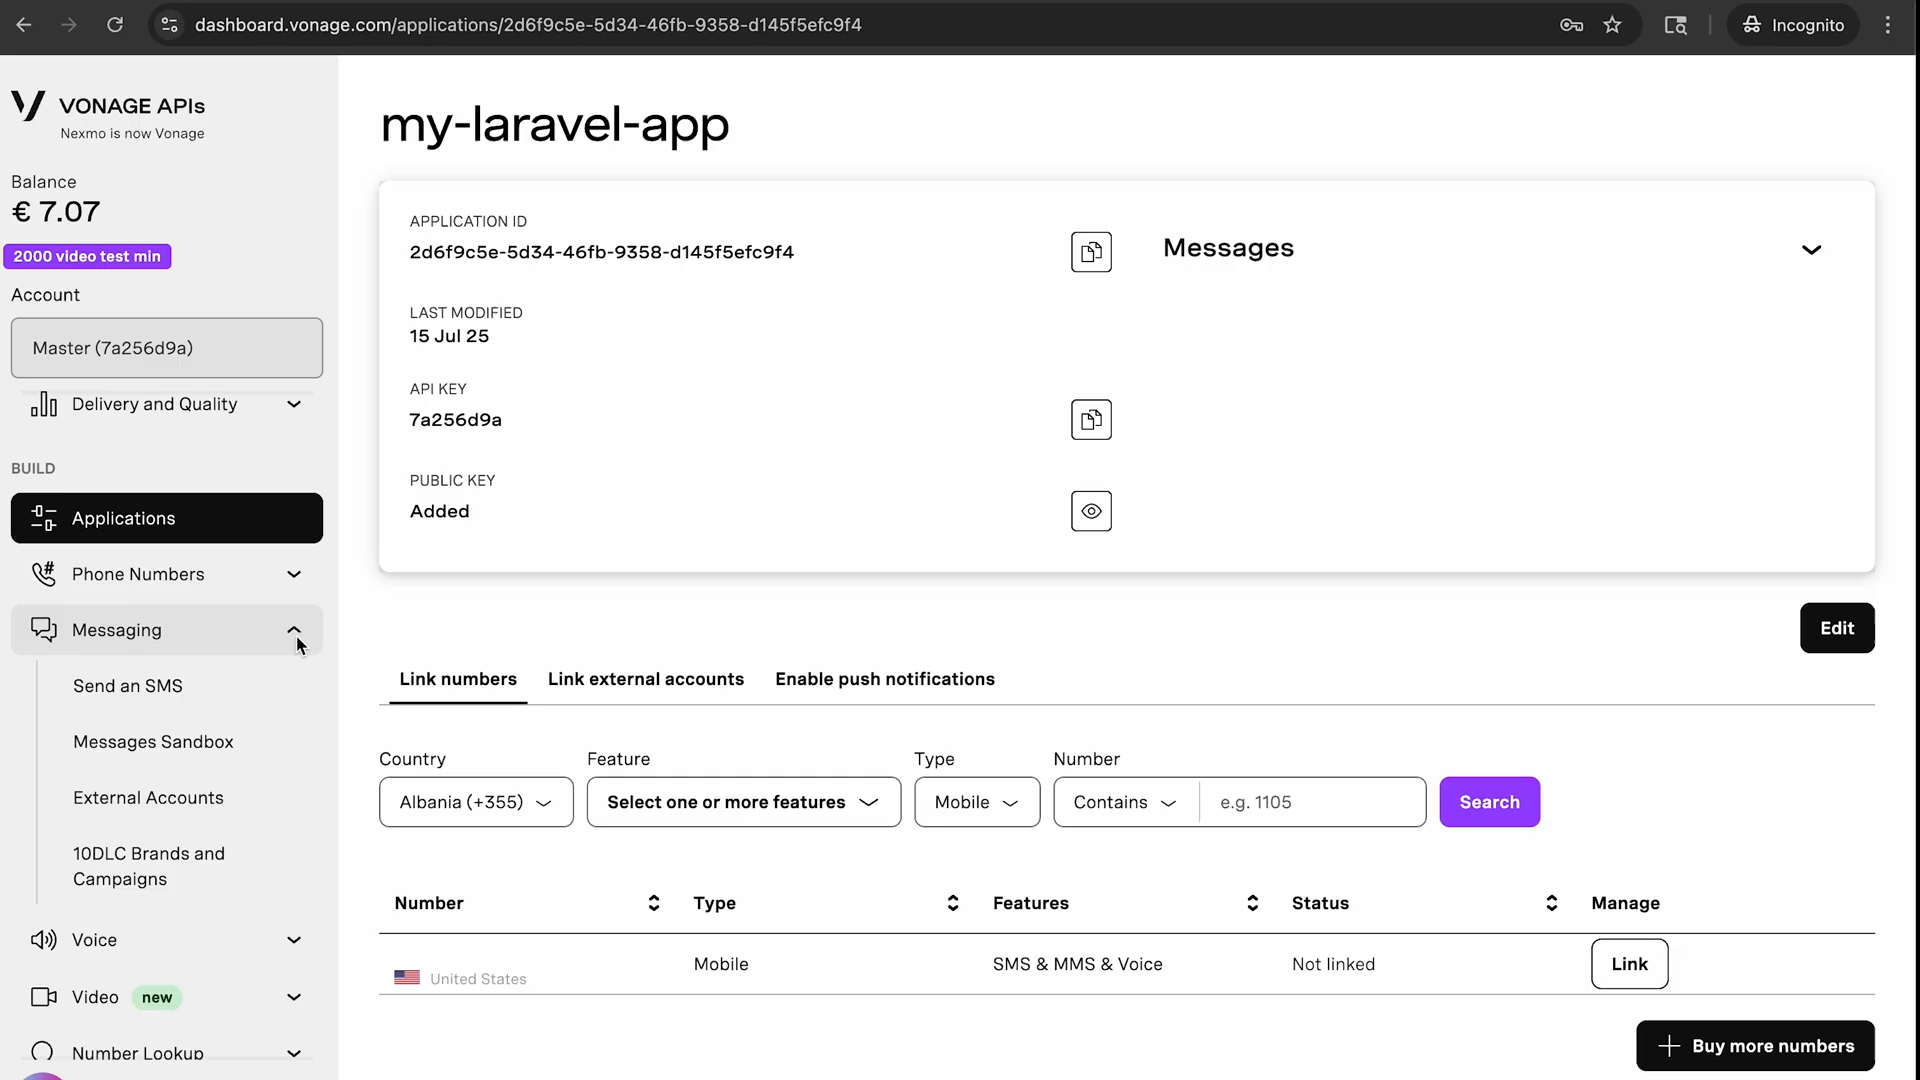 dashboard.vonage.com/applications/2d6f9c5e-5d34-46fb-9358-d145f5efc9f4
Incognito
VONAGE APIs
Nexmo is now Vonage
Balance
€ 7.07
2000 video test min
Account
Master (7a256d9a)
Delivery and Quality
BUILD
Applications
Phone Numbers
Messaging
Send an SMS
Messages Sandbox
External Accounts
10DLC Brands and
Campaigns
Voice
Video new
Number Lookup
my-laravel-app
APPLICATION ID
2d6f9c5e-5d34-46fb-9358-d145f5efc9f4
LAST MODIFIED
15 Jul 25
API KEY
7a256d9a
PUBLIC KEY
Added
Messages
Edit
Link numbers Link external accounts Enable push notifications
Country Feature Type Number
Albania (+355) Select one or more features Mobile Contains e.g. 1105 Search
Number Type Features Status Manage
United States Mobile SMS & MMS & Voice Not linked Link
Buy more numbers